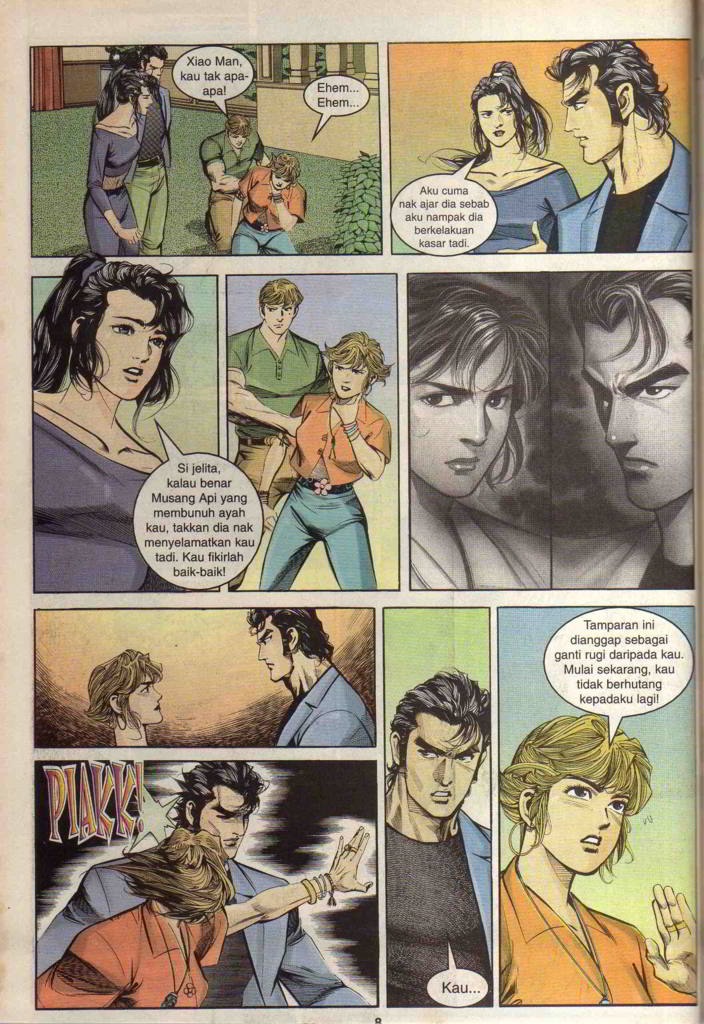 Xiao Man,
kau tak apa-
apa!
Ehem...
Ehem...
Aku cuma
nak ajar dia sebab
aku nampak dia
berkelakuan
kasar tadi.
Si jelita,
kalau benar
Musang Api yang
membunuh ayah
kau, takkan dia nak
menyelamatkan kau
tadi. Kau fikirlah
baik-baik!
PIAKK!
Kau...
Tamparan ini
dianggap sebagai
ganti rugi daripada kau.
Mulai sekarang, kau
tidak berhutang
kepadaku lagi!
8